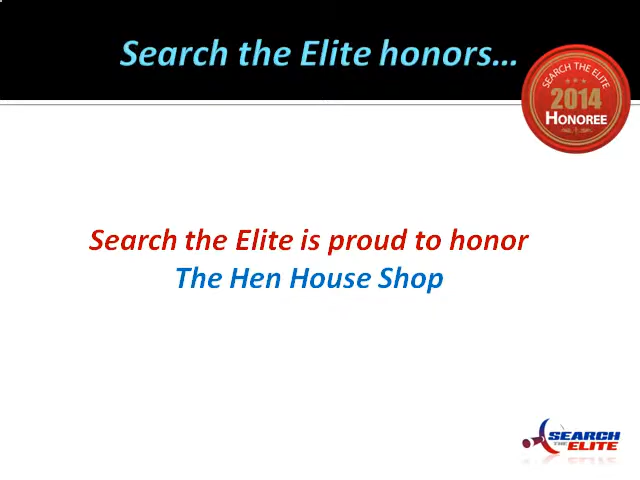 Search the Elite honors...
SEARCH THE ELITE
2014
HONOREE
Search the Elite is proud to honor
The Hen House Shop
SEARCH
THE ELITE